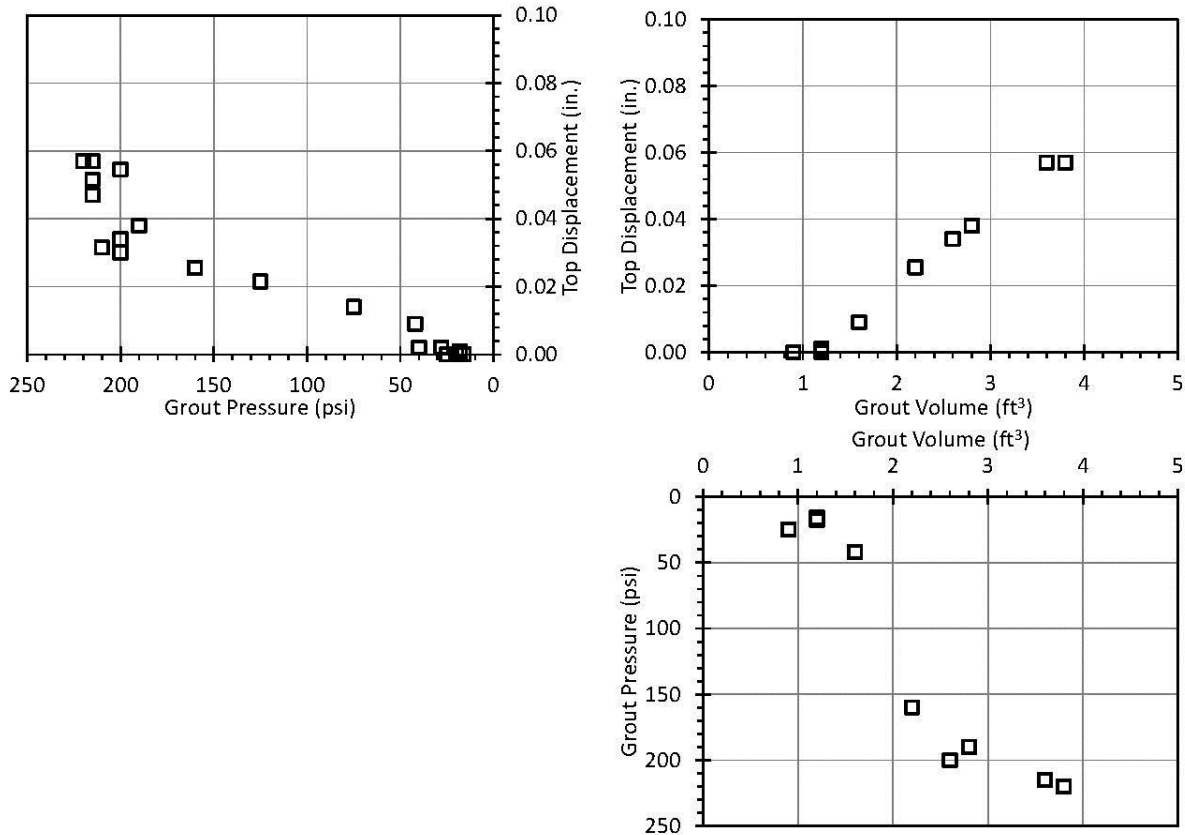 0.10
0.08
0.06
0.04
0.02
0.00
Top Displacement (in.)
250 200 150 100 50 0
Grout Pressure (psi)
0.10
0.08
0.06
0.04
0.02
0.00
Top Displacement (in.)
0 1 2 3 4 5
Grout Volume (ft³)
Grout Volume (ft³)
0 1 2 3 4 5
0
50
100
150
200
250
Grout Pressure (psi)